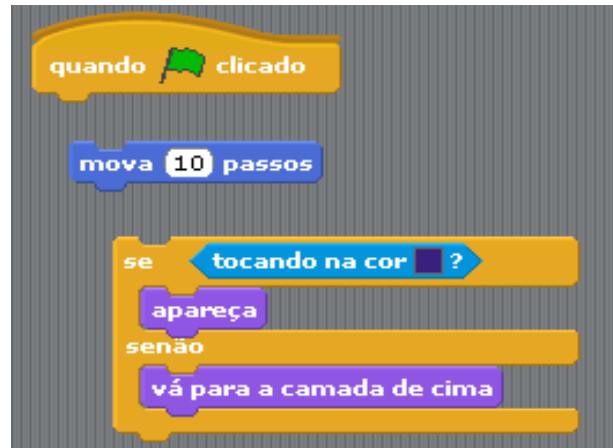 quando clicado
mova 10 passos
se tocando na cor ?
apareça
senão
vá para a camada de cima